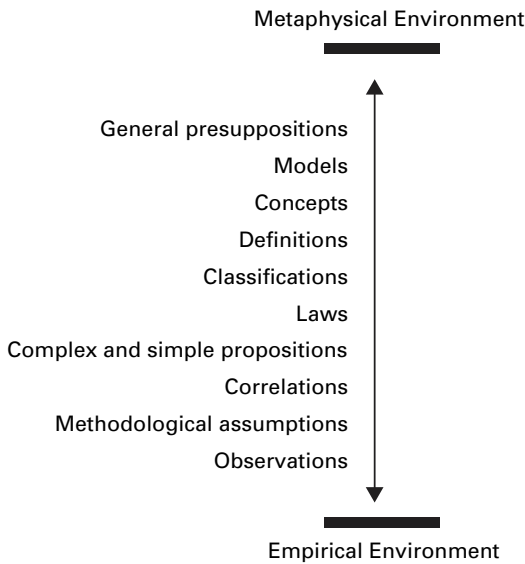 Metaphysical Environment
General presuppositions
Models
Concepts
Definitions
Classifications
Laws
Complex and simple propositions
Correlations
Methodological assumptions
Observations
Empirical Environment